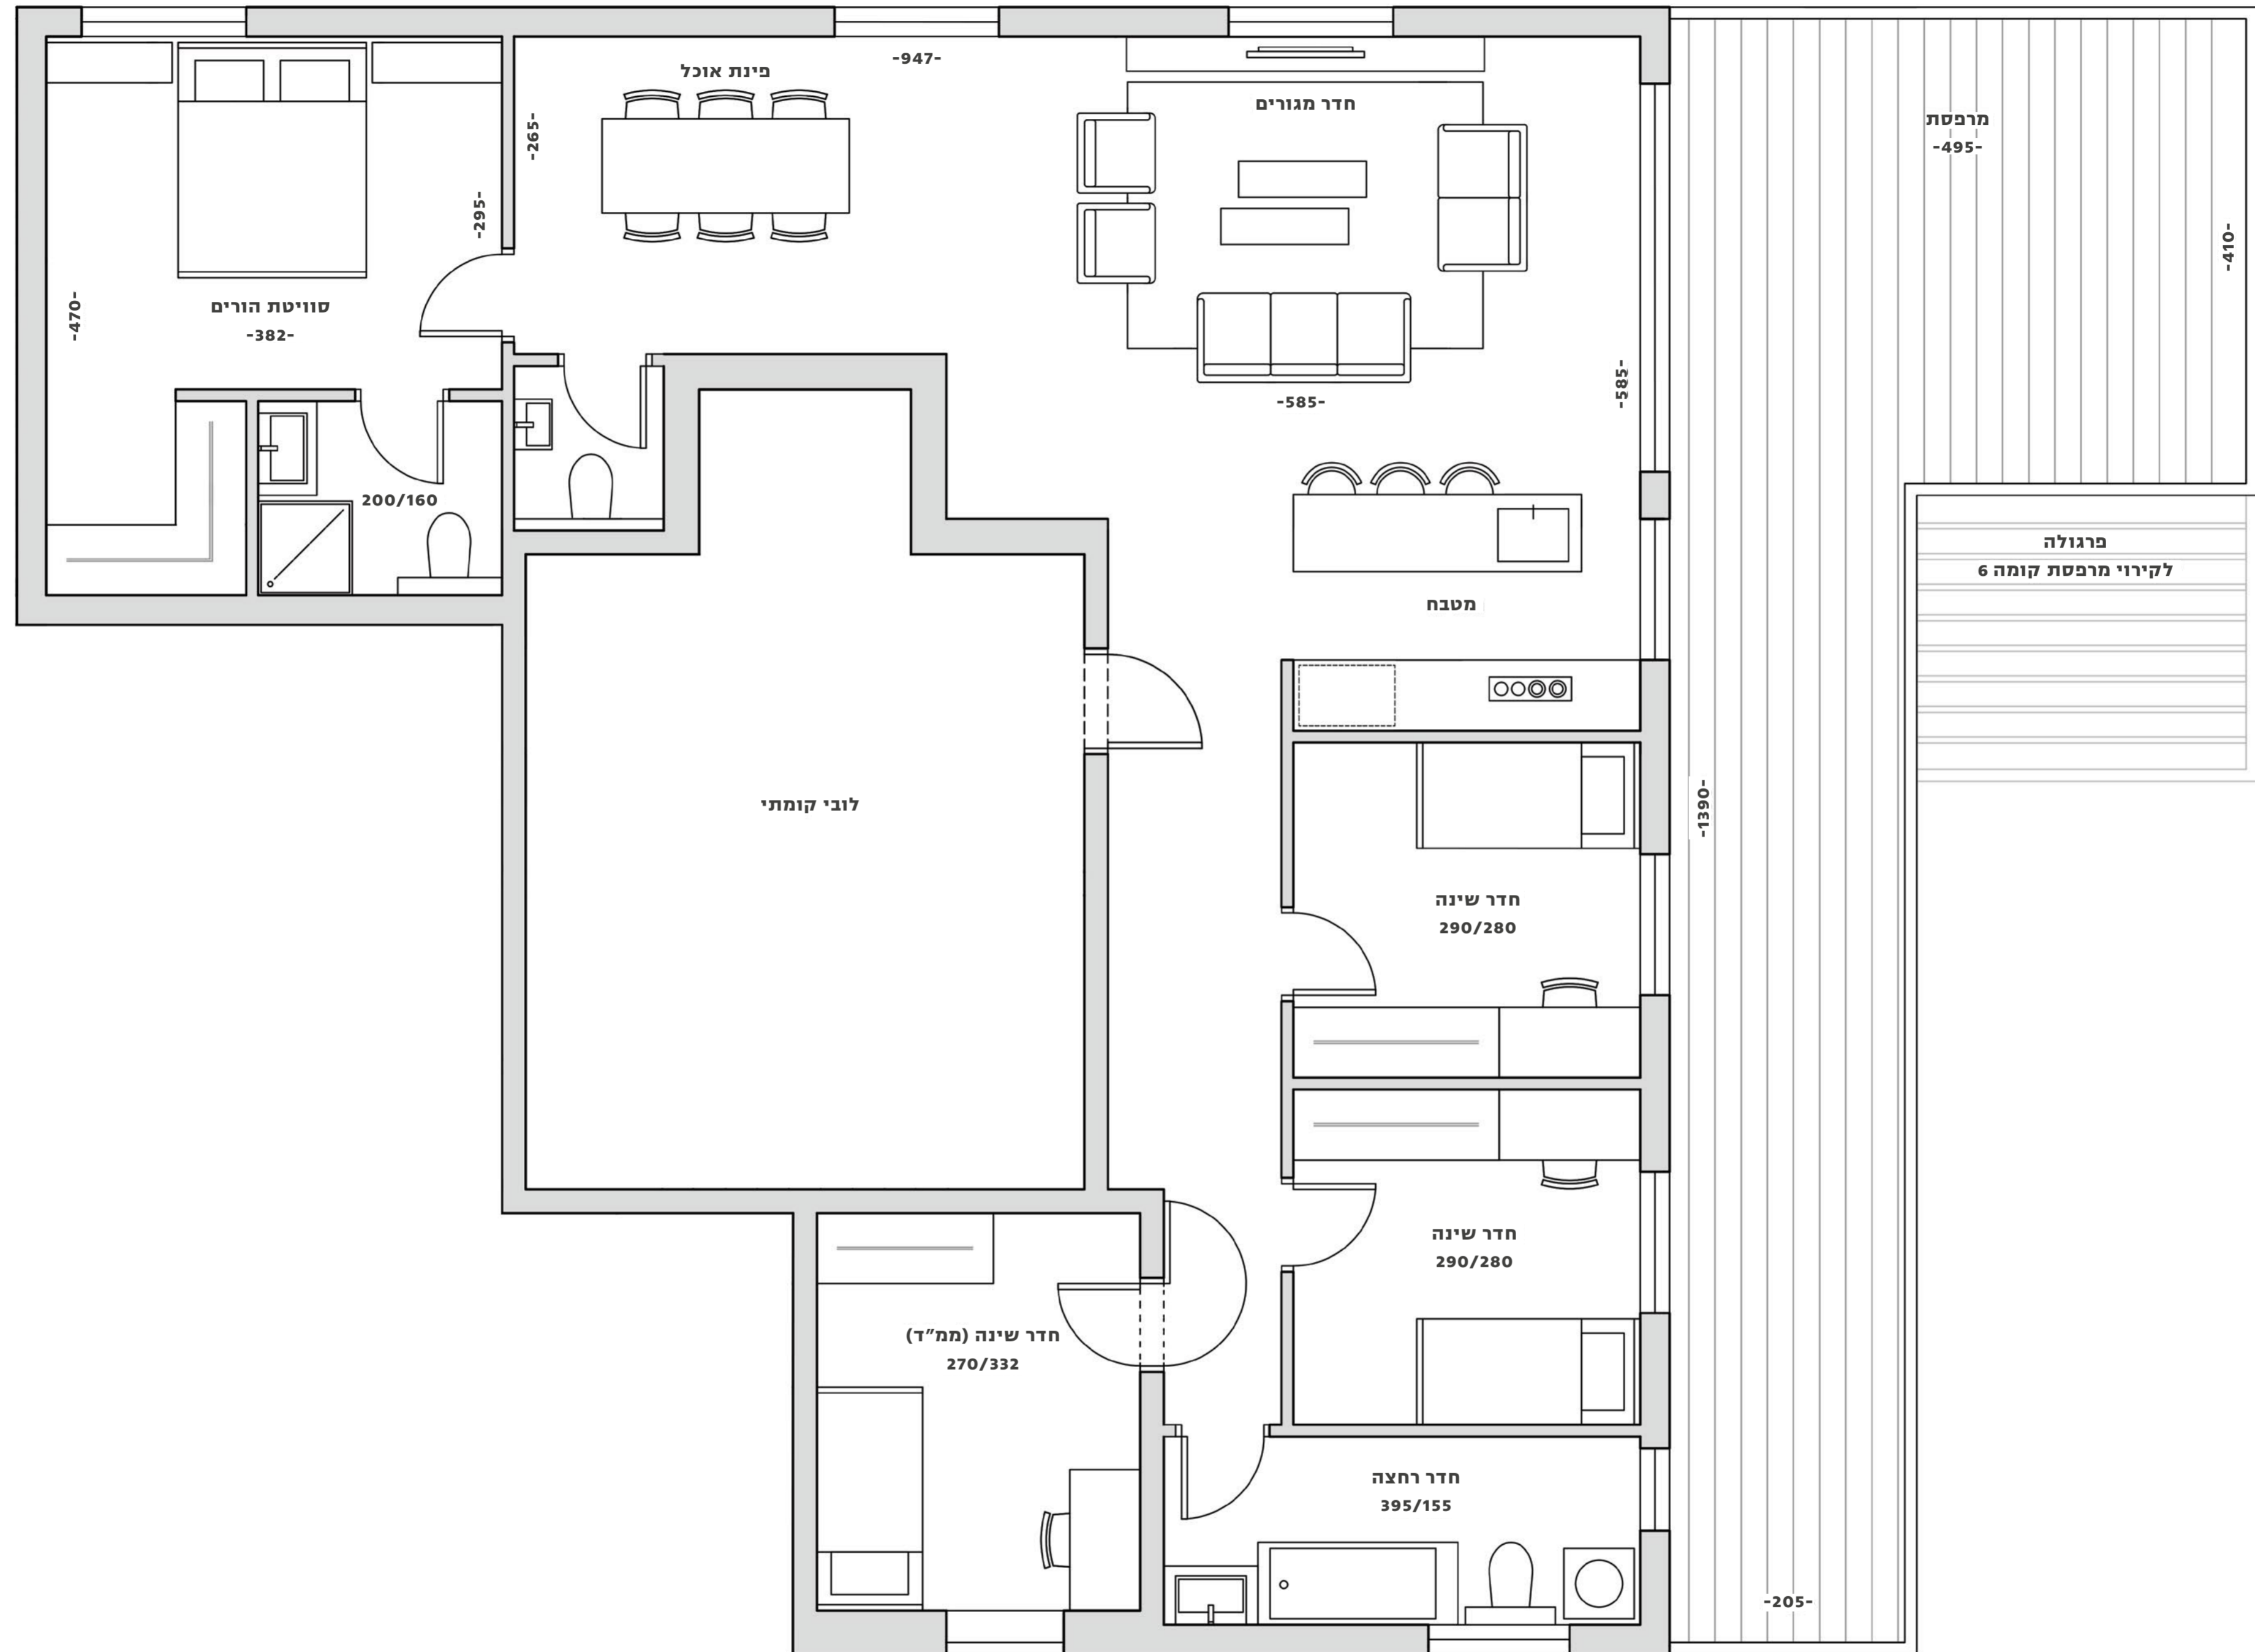 פינת אוכל
-947-
חדר מגורים
מרפסת
-495-
-265-
-295-
-410-
סוויטת הורים
-382-
-470-
-585-
-585-
200/160
פרגולה
לקירוי מרפסת קומה 6
מטבח
לובי קומתי
-1390-
חדר שינה
290/280
חדר שינה
290/280
חדר שינה (ממ"ד)
270/332
חדר רחצה
395/155
-205-